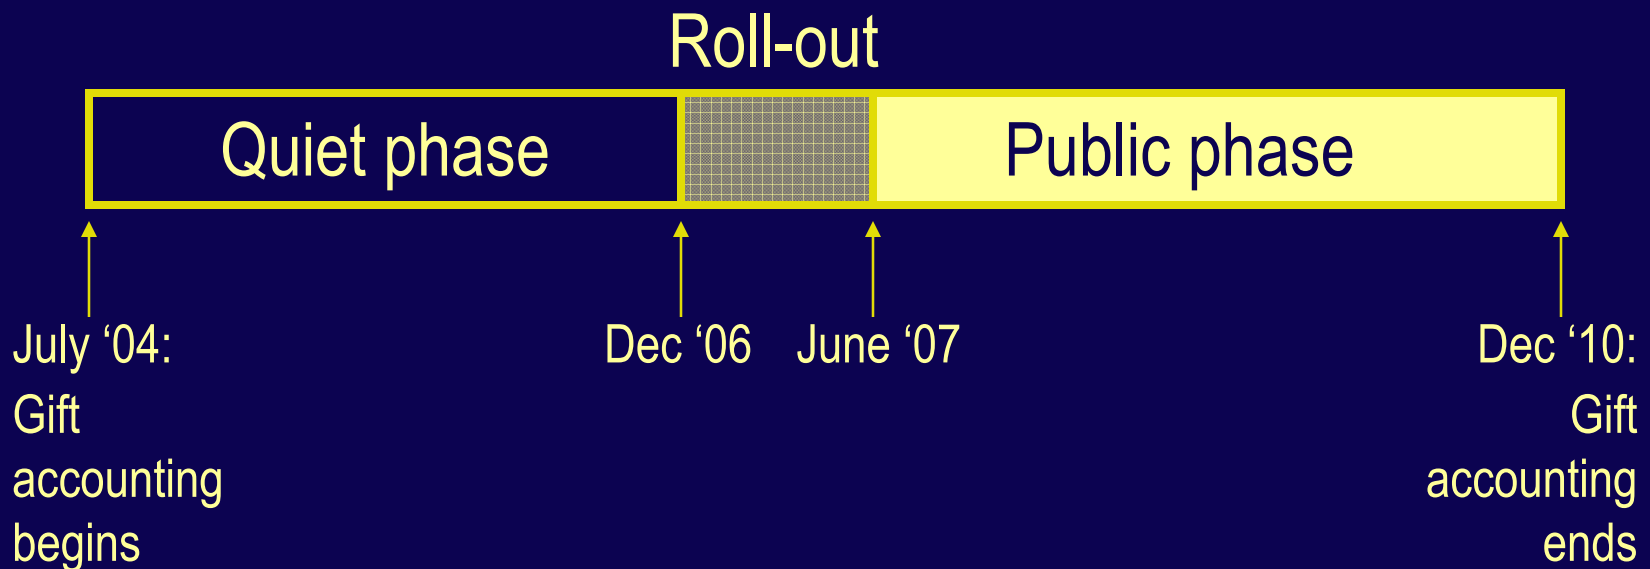 Roll-out
Quiet phase
Public phase
July ‘04:
Gift
accounting
begins
Dec ‘06
June ‘07
Dec ‘10:
Gift
accounting
ends